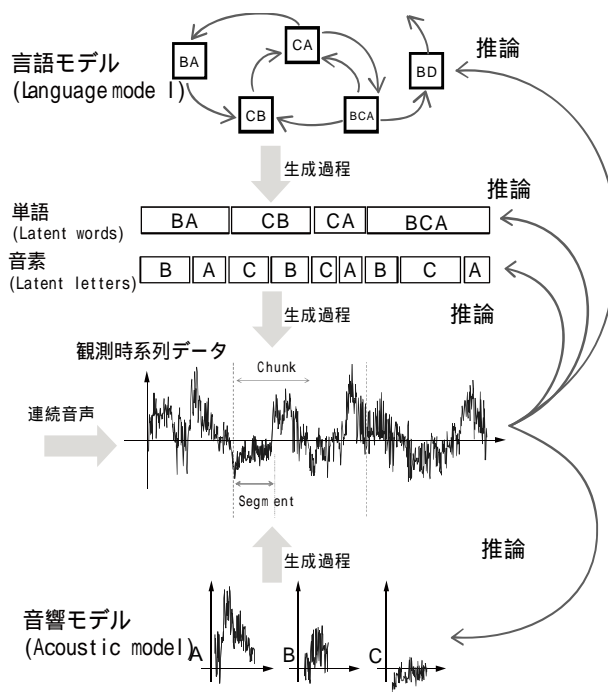 言語モデル
(Language model)
BA
CA
CB
BCA
BD
推論
生成過程
単語
(Latent words)
BA CB CA BCA
推論
音素
(Latent letters)
B A C B C A B C A
生成過程
推論
観測時系列データ
Chunk
連続音声
Segment
生成過程
推論
音響モデル
(Acoustic model)
A
B
C